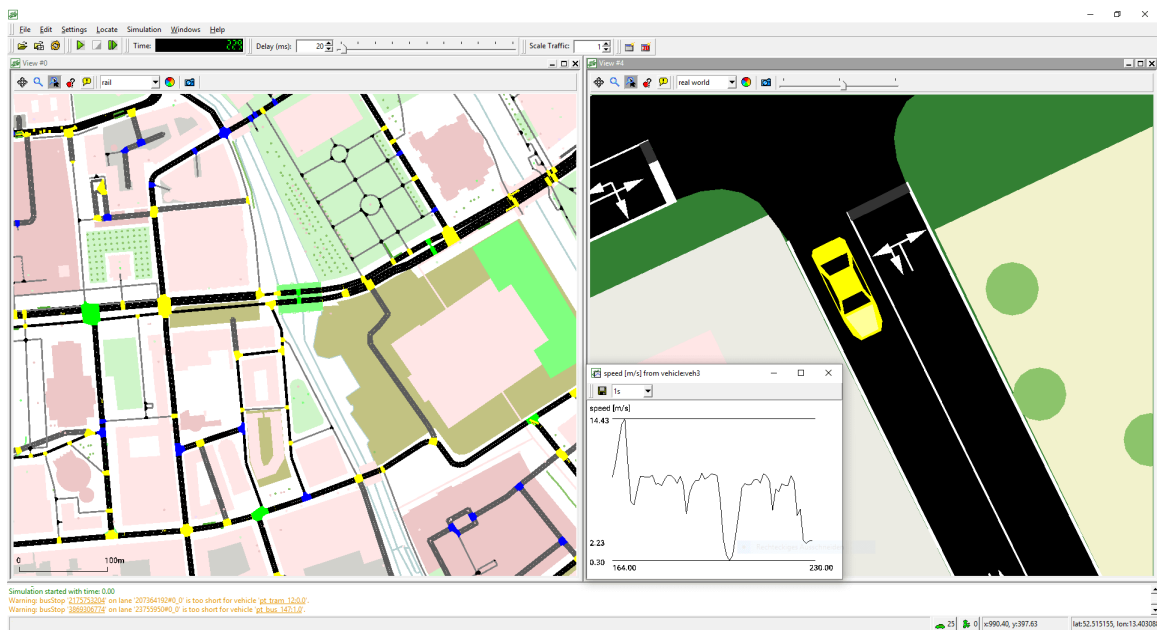 File Edit Settings Locate Simulation Windows Help
Time: 229 Delay (ms): 20 Scale Traffic: 1
View #0
rail
0 100m
View #4
real world
speed [m/s] from vehicle:veh3
1s
speed [m/s]
14.43
2.23
0.30
164.00 230.00
Simulation started with time: 0.00
Warning: busStop '2175753204' on lane '207364192#0_0' is too short for vehicle 'pt_tram_12:0.0'.
Warning: busStop '3869306774' on lane '23755950#0_0' is too short for vehicle 'pt_bus_147:1.0'.
25 0 x:990.40, y:397.63 lat:52.515155, lon:13.403088